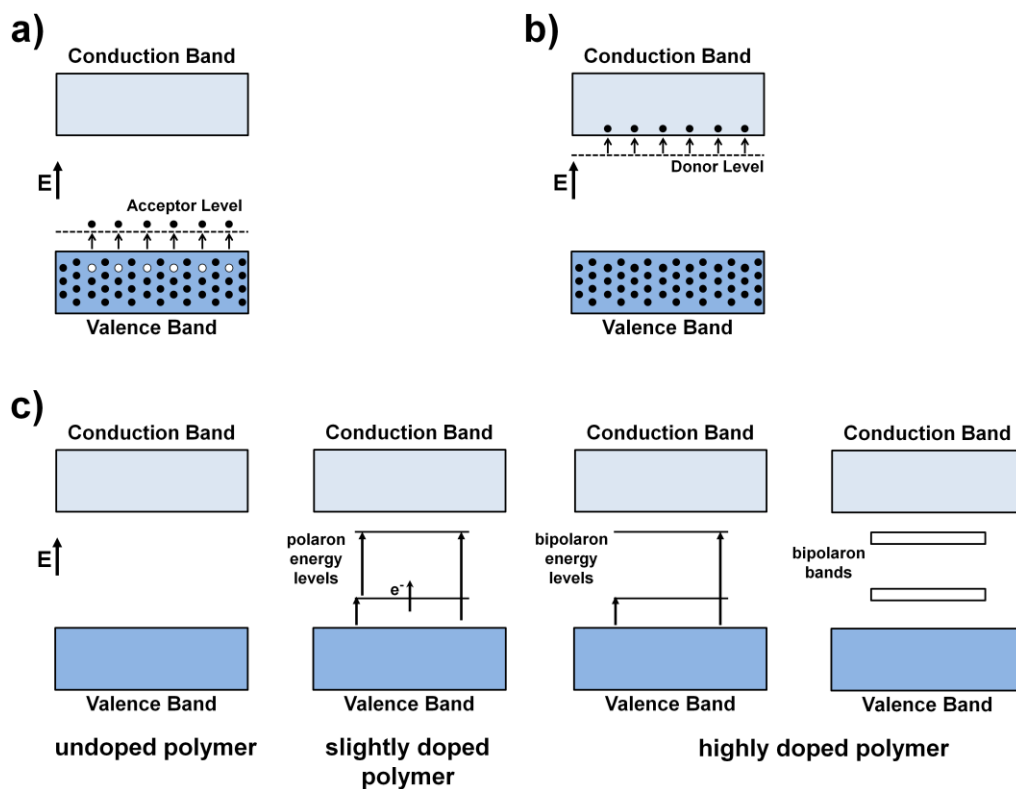 a)
Conduction Band
E
Acceptor Level
Valence Band
b)
Conduction Band
Donor Level
E
Valence Band
c)
Conduction Band
E
Valence Band
undoped polymer
Conduction Band
polaron
energy
levels
e-
Valence Band
slightly doped
polymer
Conduction Band
bipolaron
energy
levels
Valence Band
Conduction Band
bipolaron
bands
Valence Band
highly doped polymer